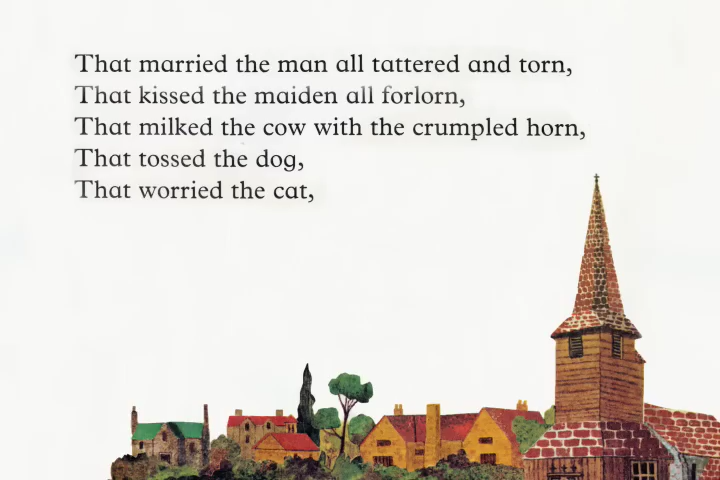 That married the man all tattered and torn,
That kissed the maiden all forlorn,
That milked the cow with the crumpled horn,
That tossed the dog,
That worried the cat,